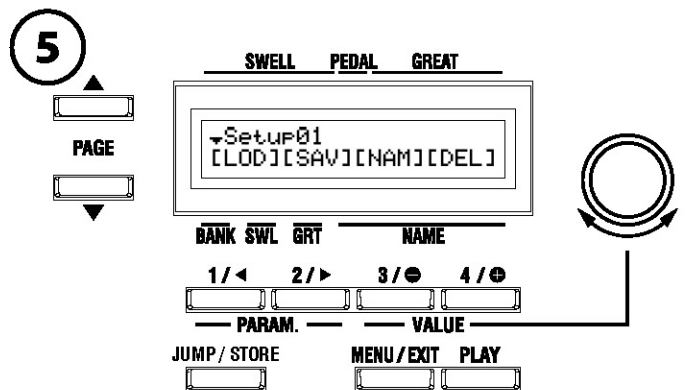 5
SWELL PEDAL GREAT
PAGE
Setup01
[LOD][SAV][NAM][DEL]
BANK SWL GRT NAME
1/◄ 2/► 3/⊖ 4/⊕
PARAM. VALUE
JUMP/STORE MENU/EXIT PLAY